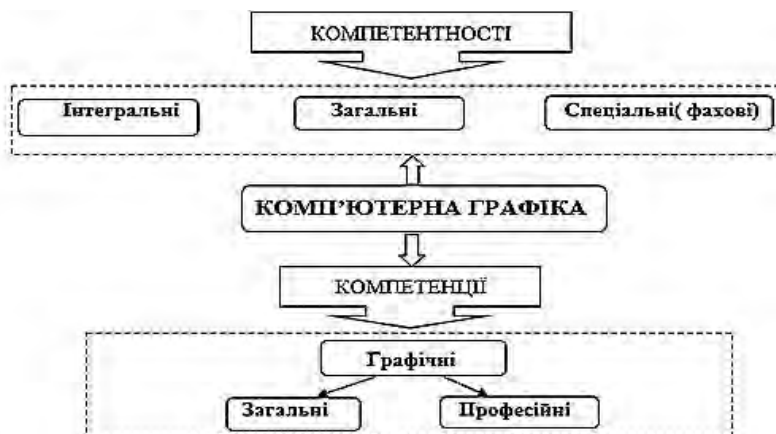 КОМПЕТЕНТНОСТІ
Інтегральні
Загальні
Спеціальні( фахові)
КОМП’ЮТЕРНА ГРАФІКА
КОМПЕТЕНЦІЇ
Графічні
Загальні
Професійні